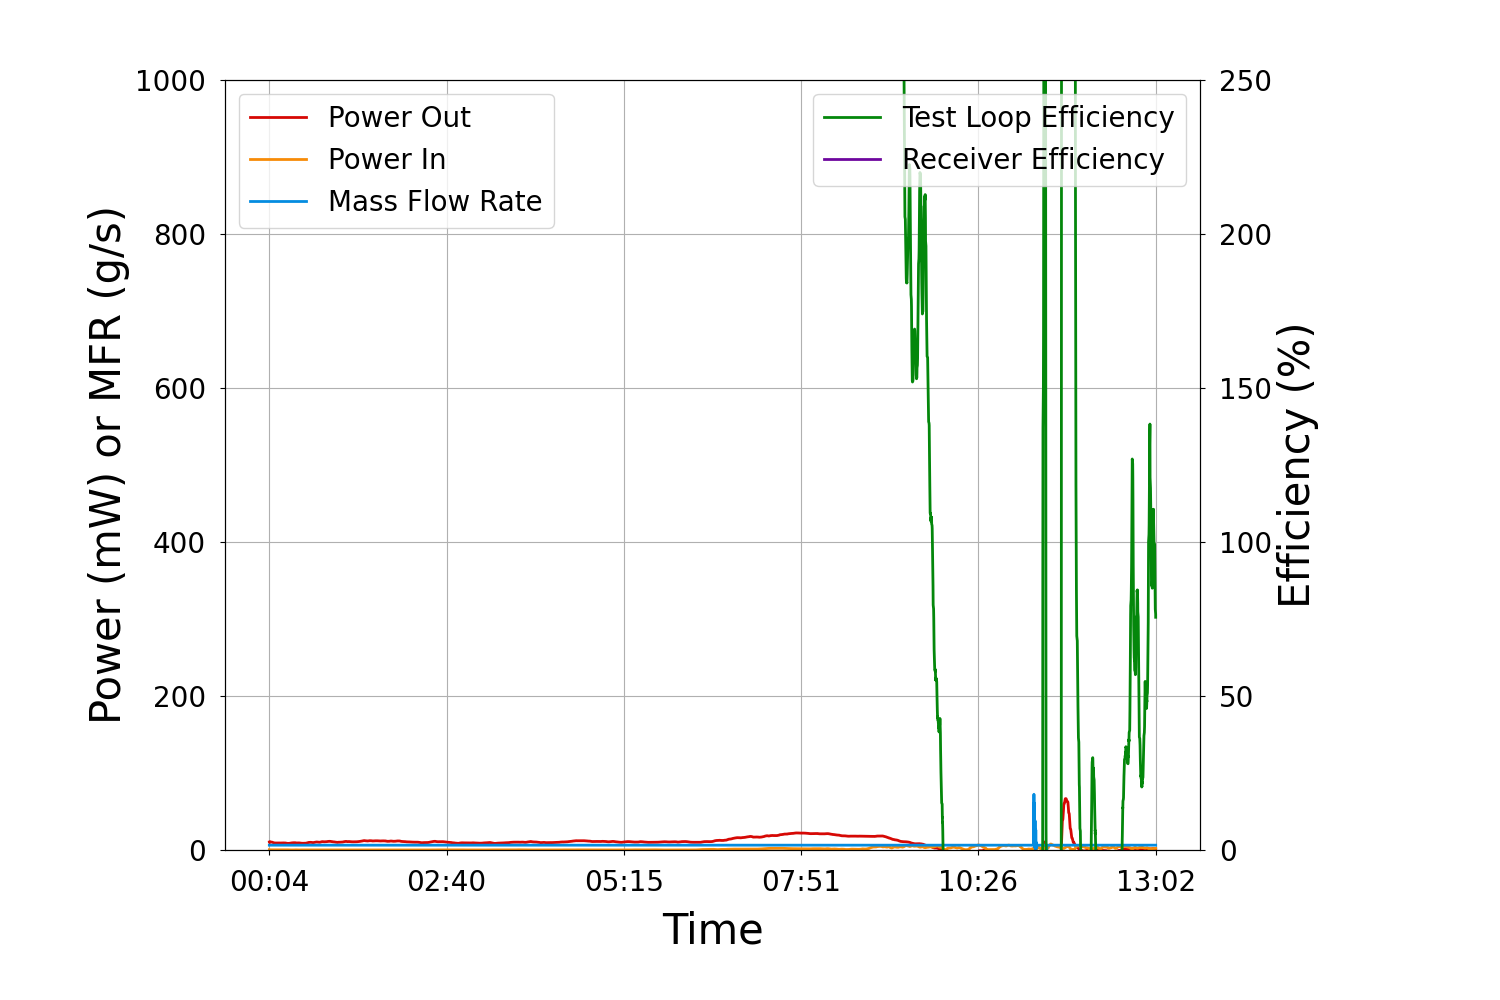 1000
800
600
400
200
0
Power (mW) or MFR (g/s)
Power Out
Power In
Mass Flow Rate
Test Loop Efficiency
Receiver Efficiency
250
200
150
100
50
0
Efficiency (%)
00:04 02:40 05:15 07:51 10:26 13:02
Time